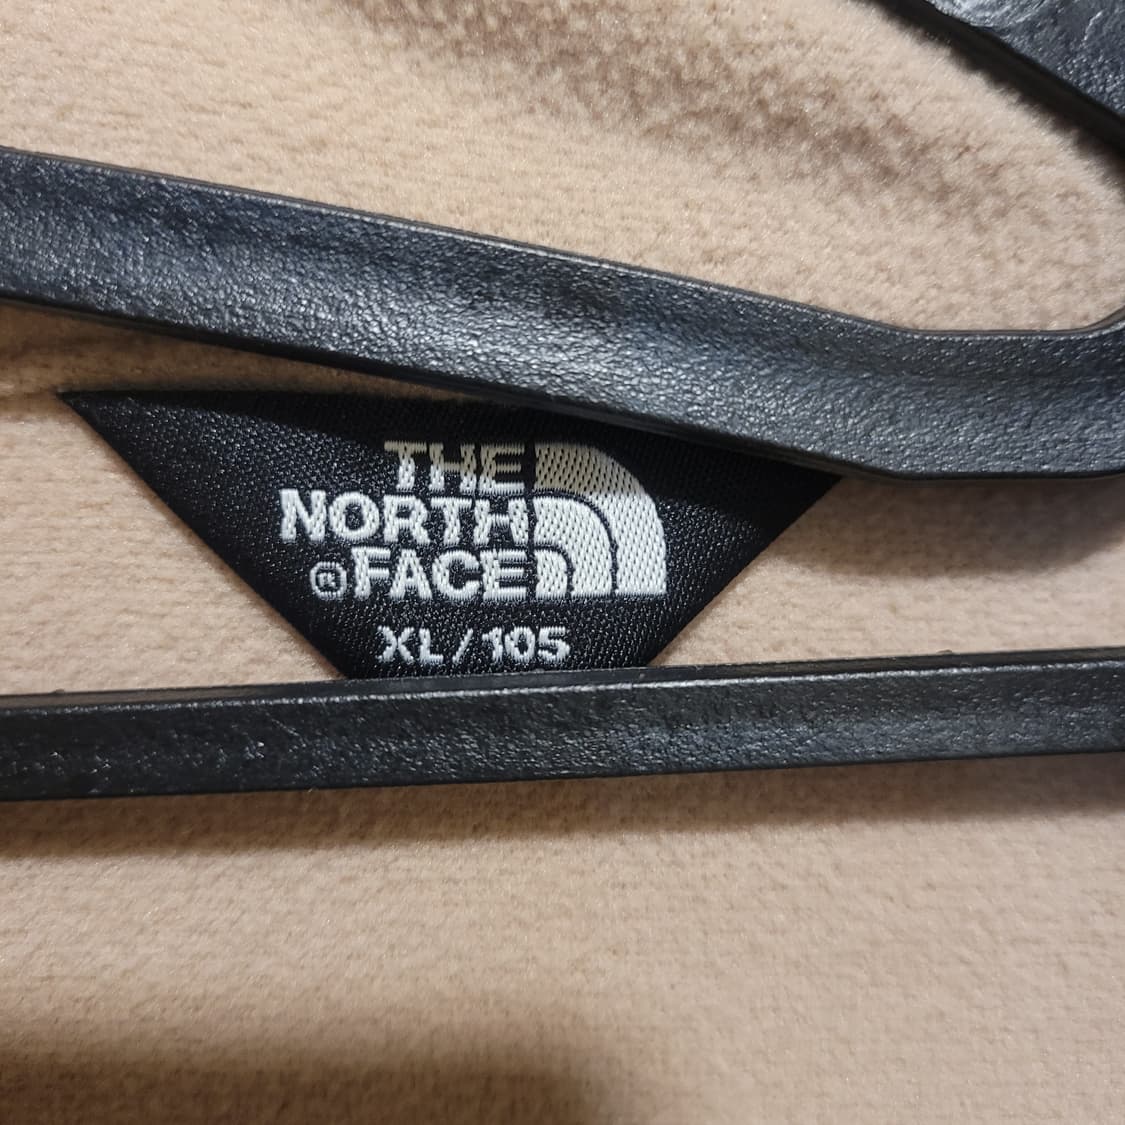 THE
NORTH
® FACE
XL / 105